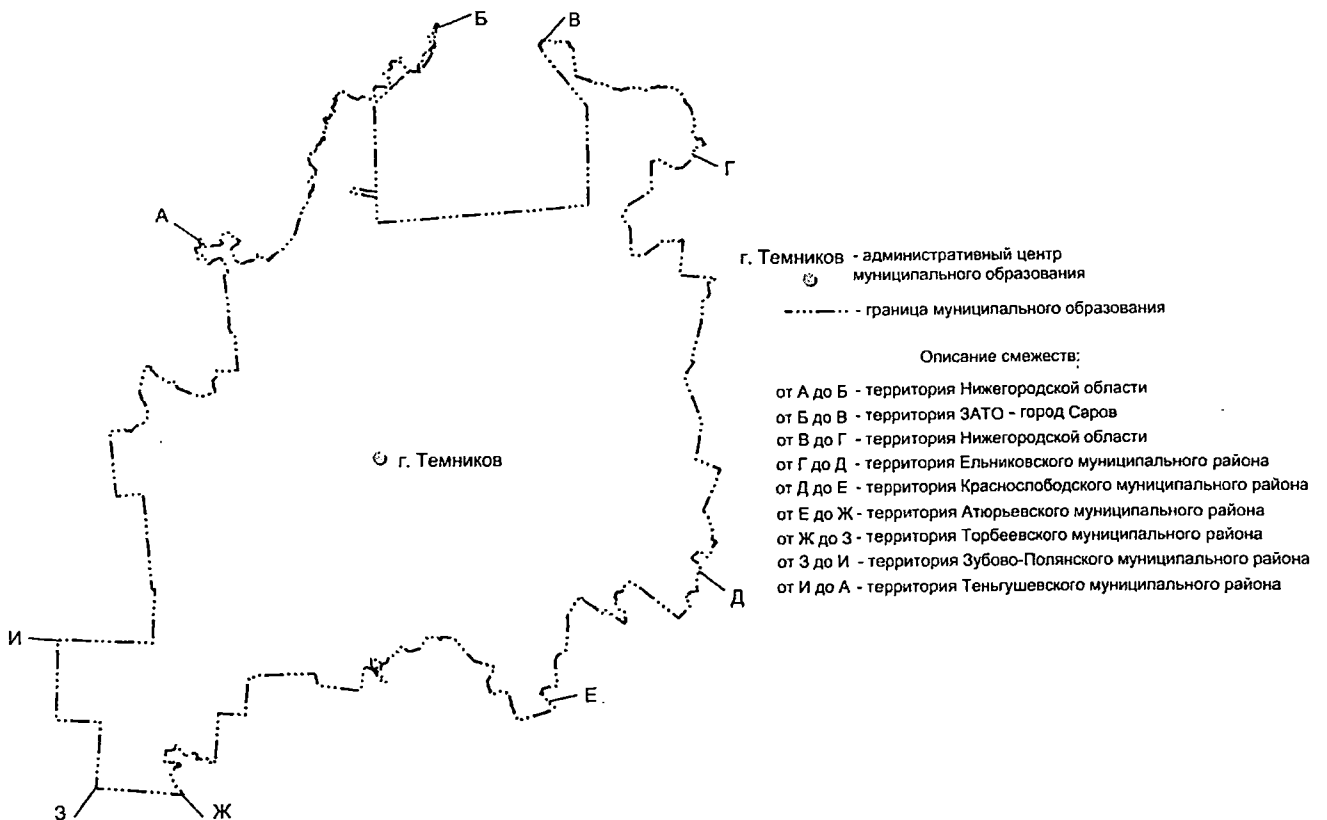 Б
В
Г
А
г. Темников - административный центр
муниципального образования
- граница муниципального образования
Описание смежеств:
от А до Б - территория Нижегородской области
от Б до В - территория ЗАТО - город Саров
от В до Г - территория Нижегородской области
от Г до Д - территория Ельниковского муниципального района
от Д до Е - территория Краснослободского муниципального района
от Е до Ж - территория Атюрьевского муниципального района
от Ж до З - территория Торбеевского муниципального района
от З до И - территория Зубово-Полянского муниципального района
от И до А - территория Теньгушевского муниципального района
г. Темников
Д
И
Е
З
Ж